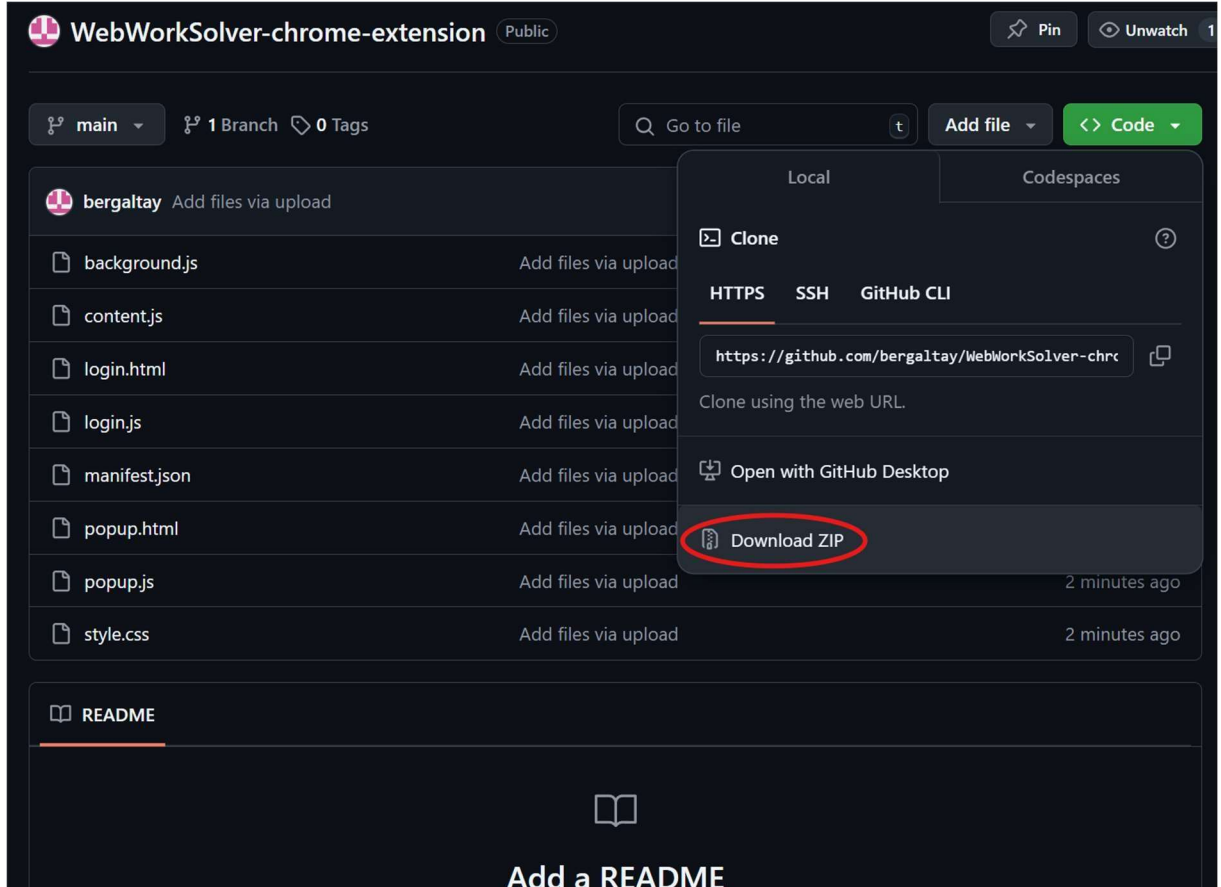 WebWorkSolver-chrome-extension Public Pin Unwatch 1
main 1 Branch 0 Tags Go to file t Add file <> Code
Local Codespaces
bergaltay Add files via upload
Clone
background.js Add files via upload
HTTPS SSH GitHub CLI
content.js Add files via upload
https://github.com/bergaltay/WebWorkSolver-chrc
login.html Add files via upload
Clone using the web URL.
login.js Add files via upload
manifest.json Add files via upload
Open with GitHub Desktop
popup.html Add files via upload
Download ZIP
popup.js Add files via upload 2 minutes ago
style.css Add files via upload 2 minutes ago
README
Add a README